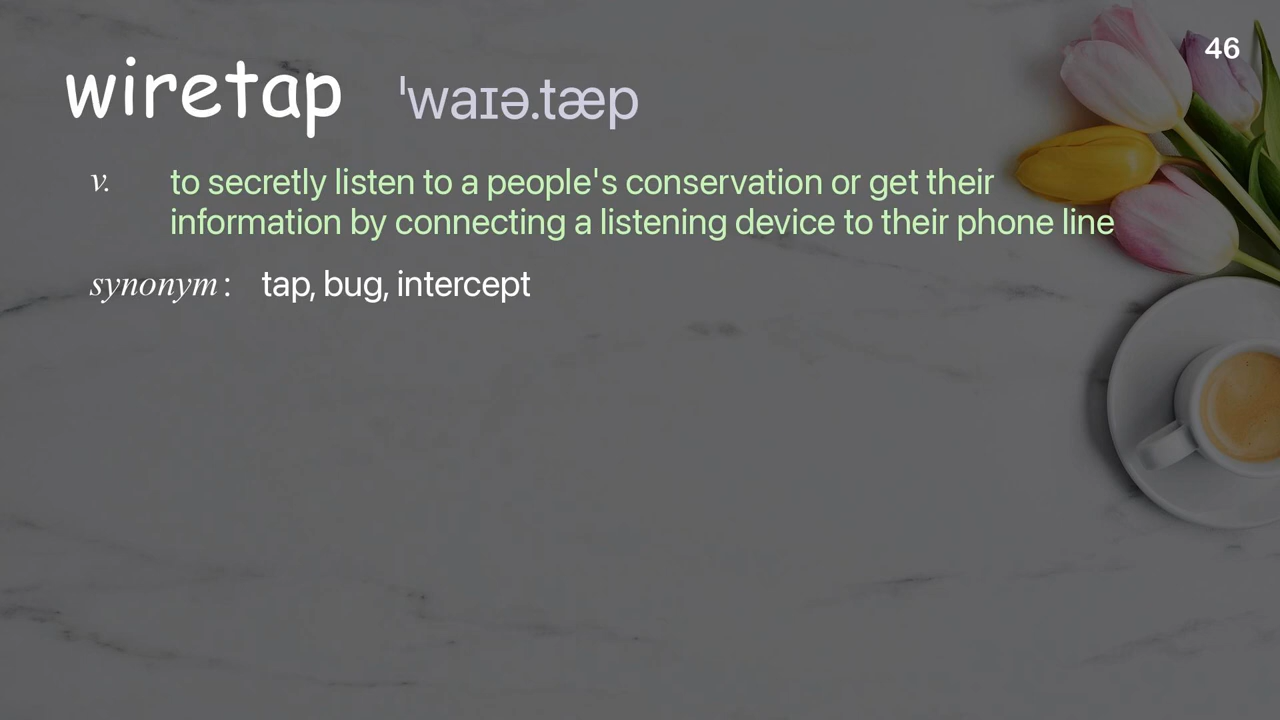 46
wiretap ˈwaɪə.tæp
v. to secretly listen to a people's conservation or get their
information by connecting a listening device to their phone line
synonym : tap, bug, intercept